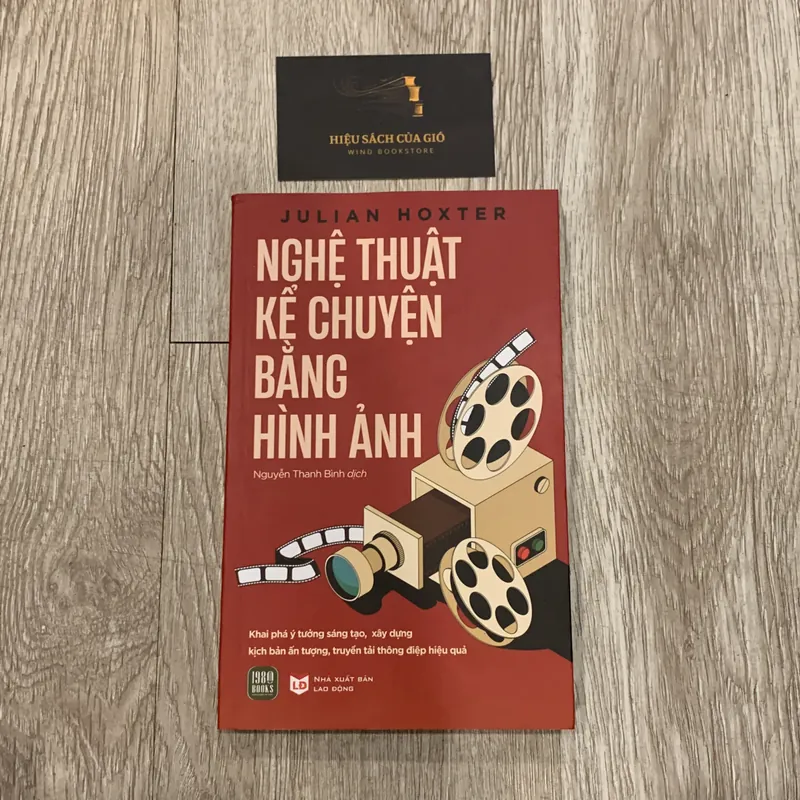 HIỆU SÁCH CỦA GIÓ
WIND BOOKSTORE
JULIAN HOXTER
NGHỆ THUẬT
KỂ CHUYỆN
BẰNG
HÌNH ẢNH
Nguyễn Thanh Bình dịch
Khai phá ý tưởng sáng tạo, xây dựng
kịch bản ấn tượng, truyền tải thông điệp hiệu quả
1980
BOOKS
LĐ
NHÀ XUẤT BẢN
LAO ĐỘNG